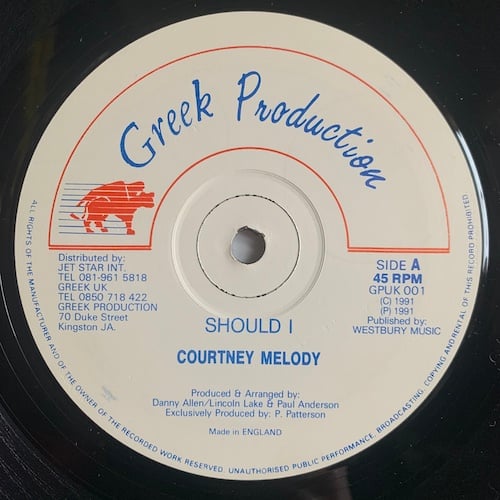 Greek Production
Distributed by:
JET STAR INT.
TEL 081-961 5818
GREEK UK
TEL 0850 718 422
GREEK PRODUCTION
70 Duke Street
Kingston JA.
SIDE A
45 RPM
GPUK 001
(C) 1991
(P) 1991
Published by:
WESTBURY MUSIC
SHOULD I
COURTNEY MELODY
Produced & Arranged by:
Danny Allen/Lincoln Lake & Paul Anderson
Exclusively Produced by: P. Patterson
Made in ENGLAND
ALL RIGHTS OF THE MANUFACTURER AND OF THE OWNER OF THE RECORDED WORK RESERVED. UNAUTHORISED PUBLIC PERFORMANCE, BROADCASTING, COPYING AND RENTAL OF THIS RECORD PROHIBITED